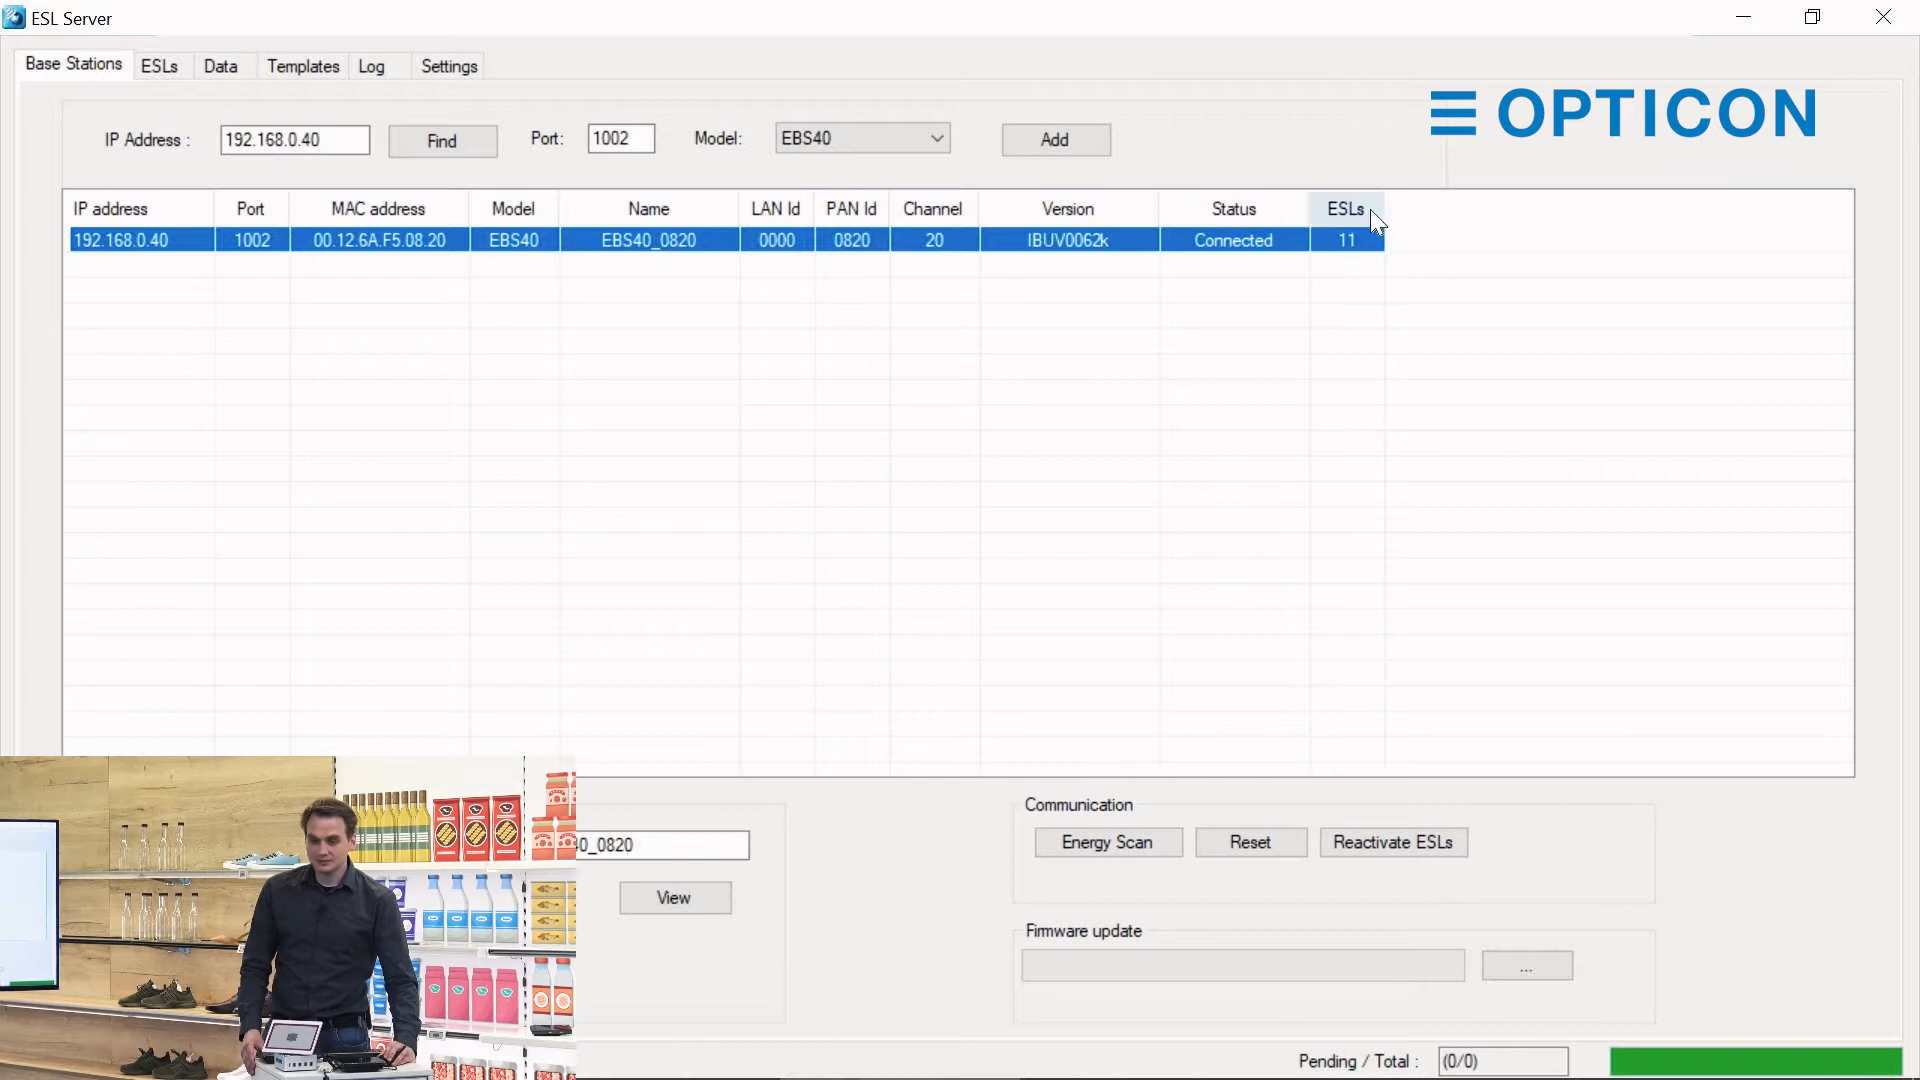 ESL Server
Base Stations ESLs Data Templates Log Settings
OPTICON
IP Address : 192.168.0.40 Find Port: 1002 Model: EBS40 Add
IP address Port MAC address Model Name LAN Id PAN Id Channel Version Status ESLs
192.168.0.40 1002 00.12.6A.F5.08.20 EBS40 EBS40_0820 0000 0820 20 IBUV0062k Connected 11
Communication
40_0820 Energy Scan Reset Reactivate ESLs
View
Firmware update
...
Pending / Total : (0/0)